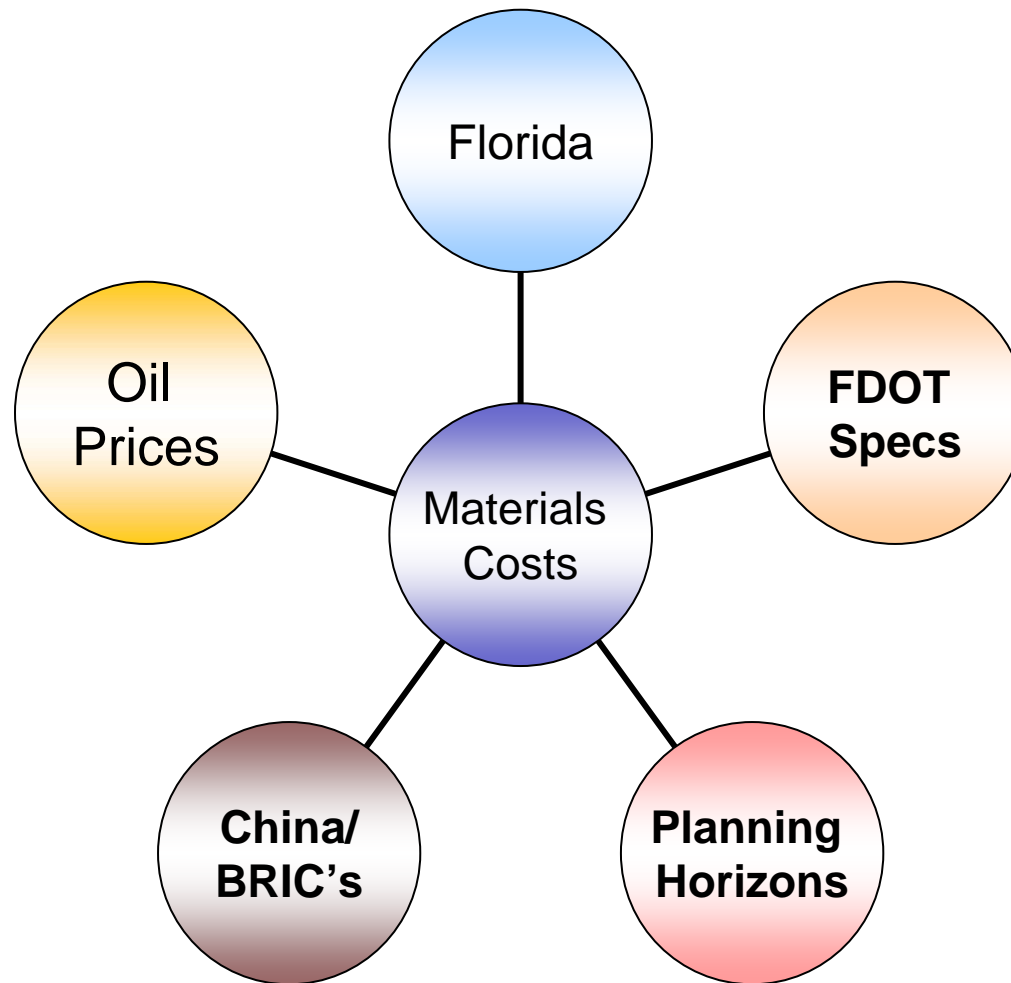 Florida
Oil
Prices
FDOT
Specs
Materials
Costs
China/
BRIC’s
Planning
Horizons